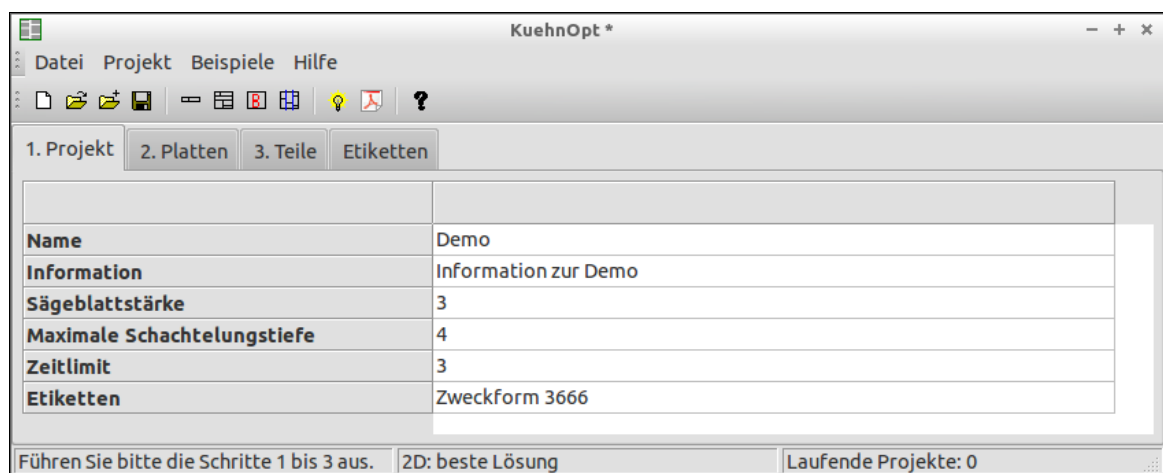 KuehnOpt *
Datei Projekt Beispiele Hilfe
B
?
1. Projekt 2. Platten 3. Teile Etiketten
Name Demo
Information Information zur Demo
Sägeblattstärke 3
Maximale Schachtelungstiefe 4
Zeitlimit 3
Etiketten Zweckform 3666
Führen Sie bitte die Schritte 1 bis 3 aus. 2D: beste Lösung Laufende Projekte: 0